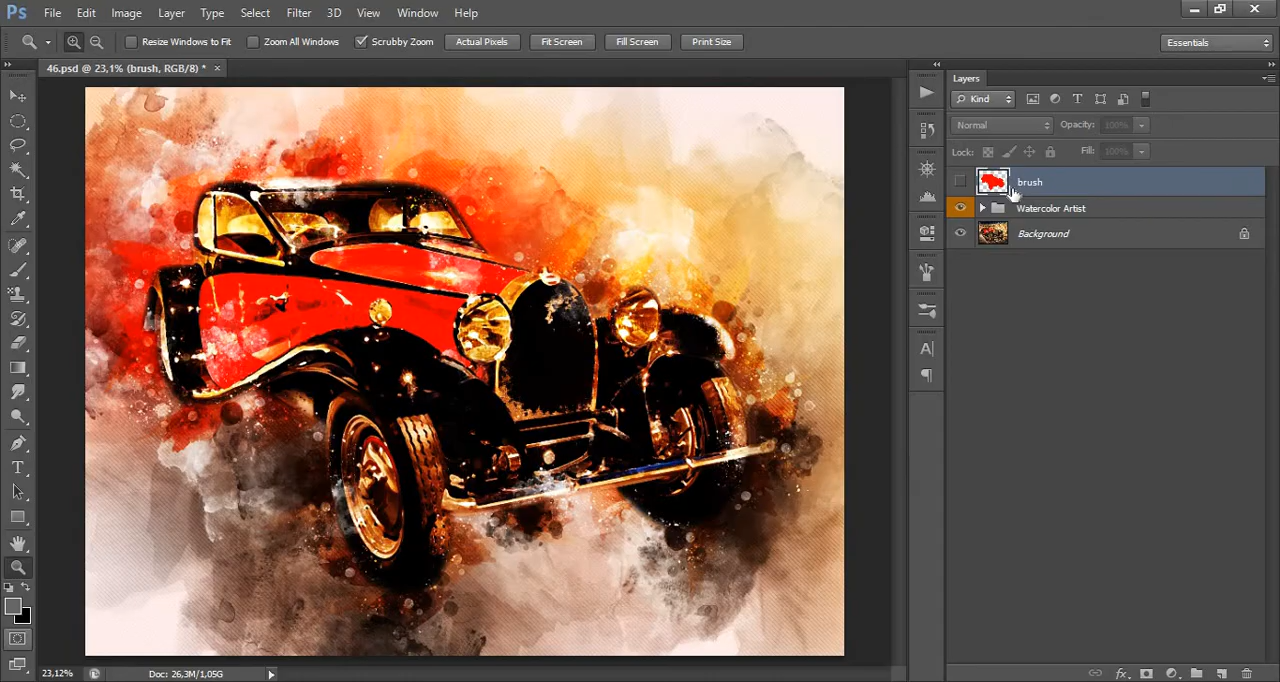 Ps File Edit Image Layer Type Select Filter 3D View Window Help
Resize Windows to Fit Zoom All Windows Scrubby Zoom Actual Pixels Fit Screen Fill Screen Print Size Essentials
46.psd @ 23,1% (brush, RGB/8) * ×
Layers
Kind
Normal Opacity: 100%
Lock: Fill: 100%
brush
Watercolor Artist
Background
23,12% Doc: 26,3M/1,05G